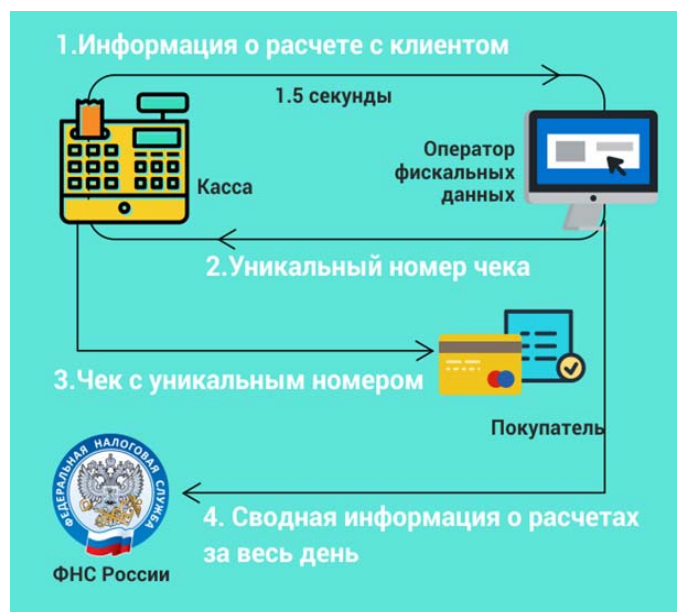 1.Информация о расчете с клиентом
1.5 секунды
Касса
Оператор
фискальных
данных
2.Уникальный номер чека
3.Чек с уникальным номером
Покупатель
ФЕДЕРАЛЬНАЯ НАЛОГОВАЯ СЛУЖБА
4. Сводная информация о расчетах
за весь день
ФНС России